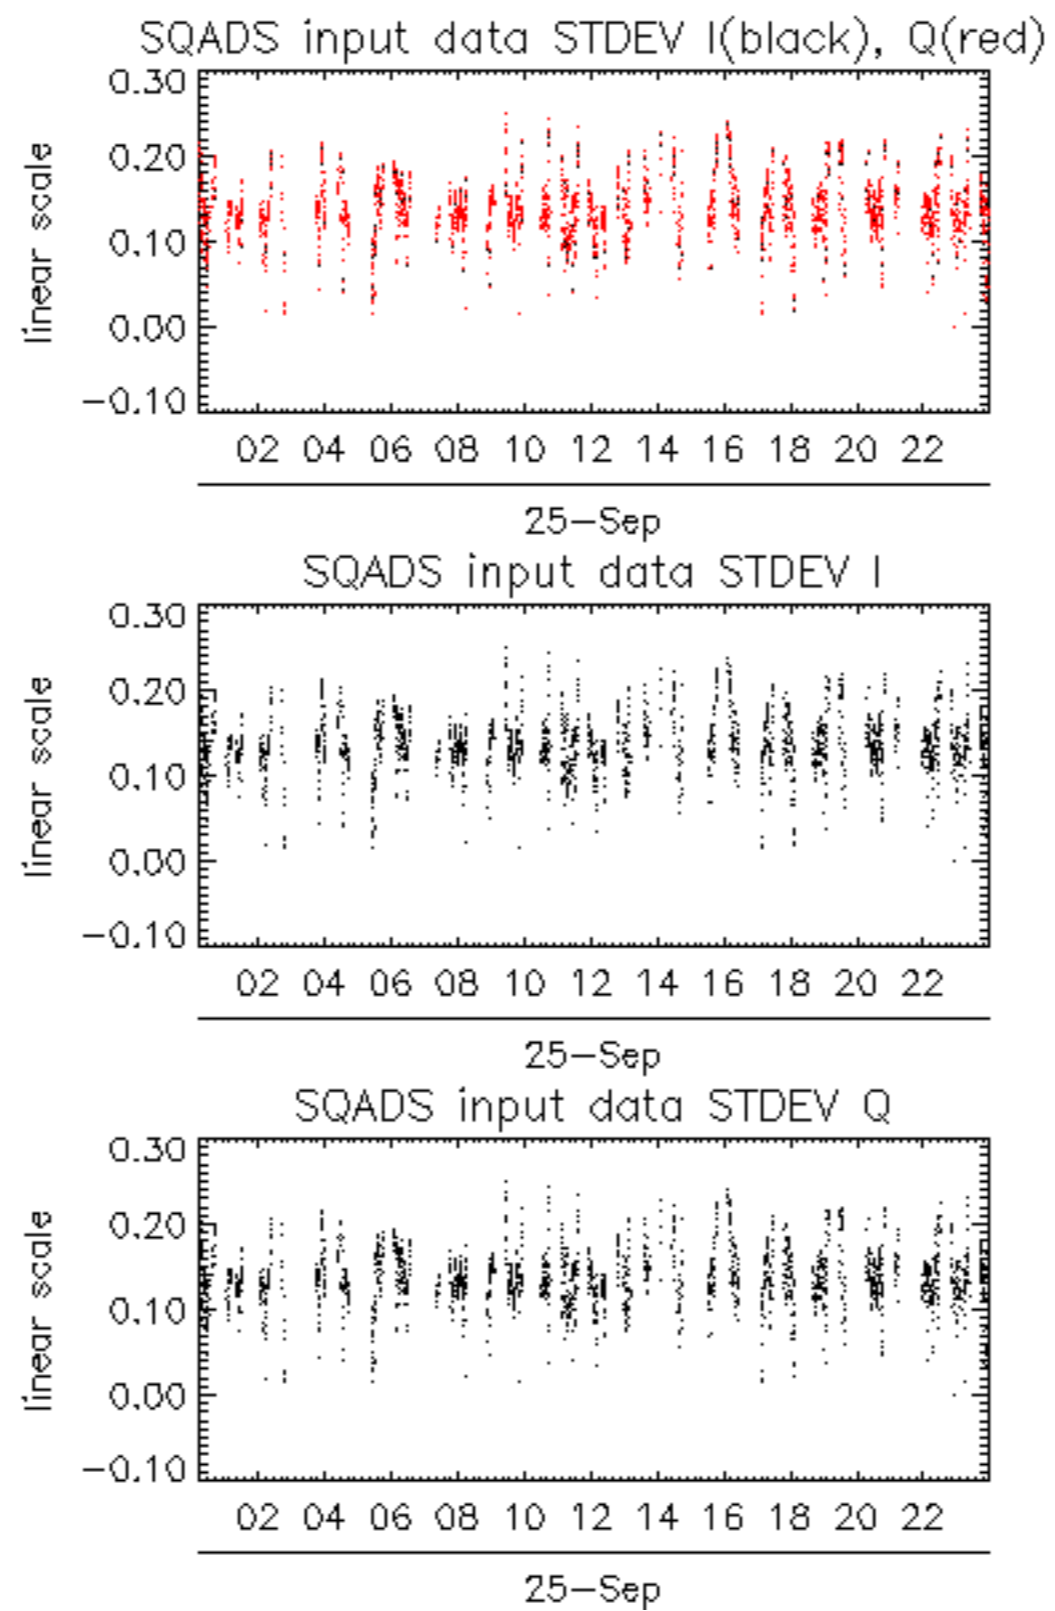 SQADS input data STDEV I(black), Q(red)
linear scale
0.30
0.20
0.10
0.00
−0.10
02 04 06 08 10 12 14 16 18 20 22
25−Sep
SQADS input data STDEV I
linear scale
0.30
0.20
0.10
0.00
−0.10
02 04 06 08 10 12 14 16 18 20 22
25−Sep
SQADS input data STDEV Q
linear scale
0.30
0.20
0.10
0.00
−0.10
02 04 06 08 10 12 14 16 18 20 22
25−Sep